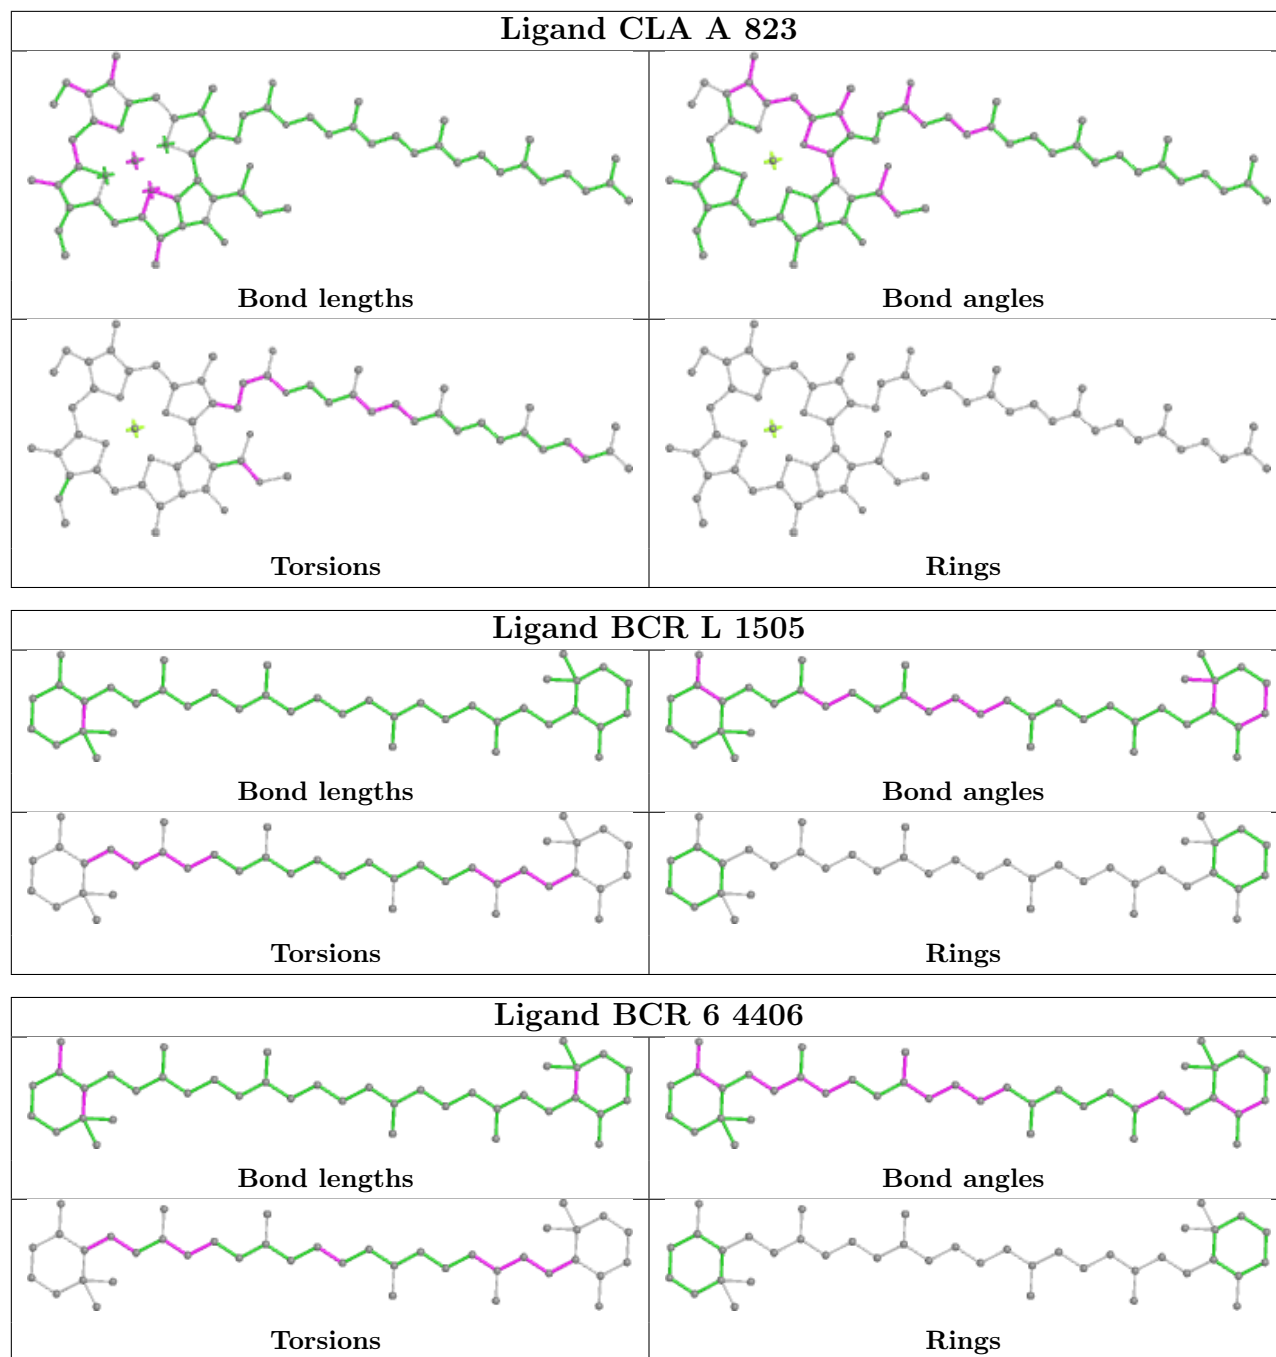 Ligand CLA A 823
Bond lengths
Bond angles
Torsions
Rings
Ligand BCR L 1505
Bond lengths
Bond angles
Torsions
Rings
Ligand BCR 6 4406
Bond lengths
Bond angles
Torsions
Rings